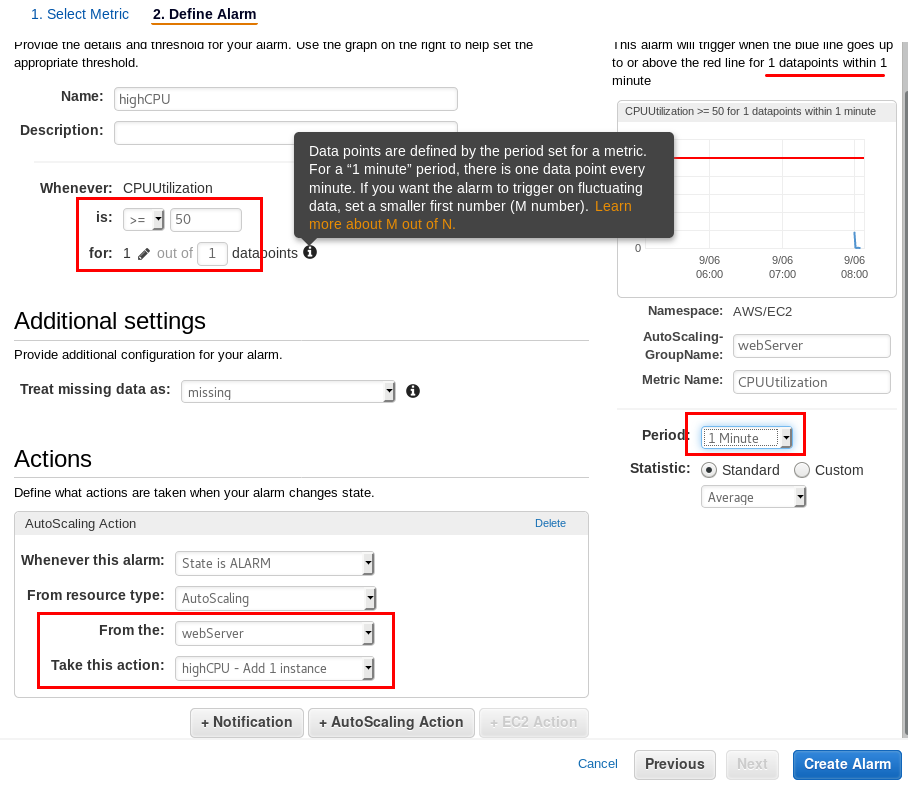 1. Select Metric
2. Define Alarm
Provide the details and threshold for your alarm. Use the graph on the right to help set the
appropriate threshold.
Name: highCPU
Description:
Whenever: CPUUtilization
is: >= 50
for: 1 out of 1 datapoints
Data points are defined by the period set for a metric.
For a “1 minute” period, there is one data point every
minute. If you want the alarm to trigger on fluctuating
data, set a smaller first number (M number). Learn
more about M out of N.
Additional settings
Provide additional configuration for your alarm.
Treat missing data as: missing
Actions
Define what actions are taken when your alarm changes state.
AutoScaling Action Delete
Whenever this alarm: State is ALARM
From resource type: AutoScaling
From the: webServer
Take this action: highCPU - Add 1 instance
+ Notification + AutoScaling Action + EC2 Action
This alarm will trigger when the blue line goes up
to or above the red line for 1 datapoints within 1
minute
CPUUtilization >= 50 for 1 datapoints within 1 minute
0
9/06 9/06 9/06
06:00 07:00 08:00
Namespace: AWS/EC2
AutoScaling-
GroupName: webServer
Metric Name: CPUUtilization
Period: 1 Minute
Statistic: Standard Custom
Average
Cancel Previous Next Create Alarm